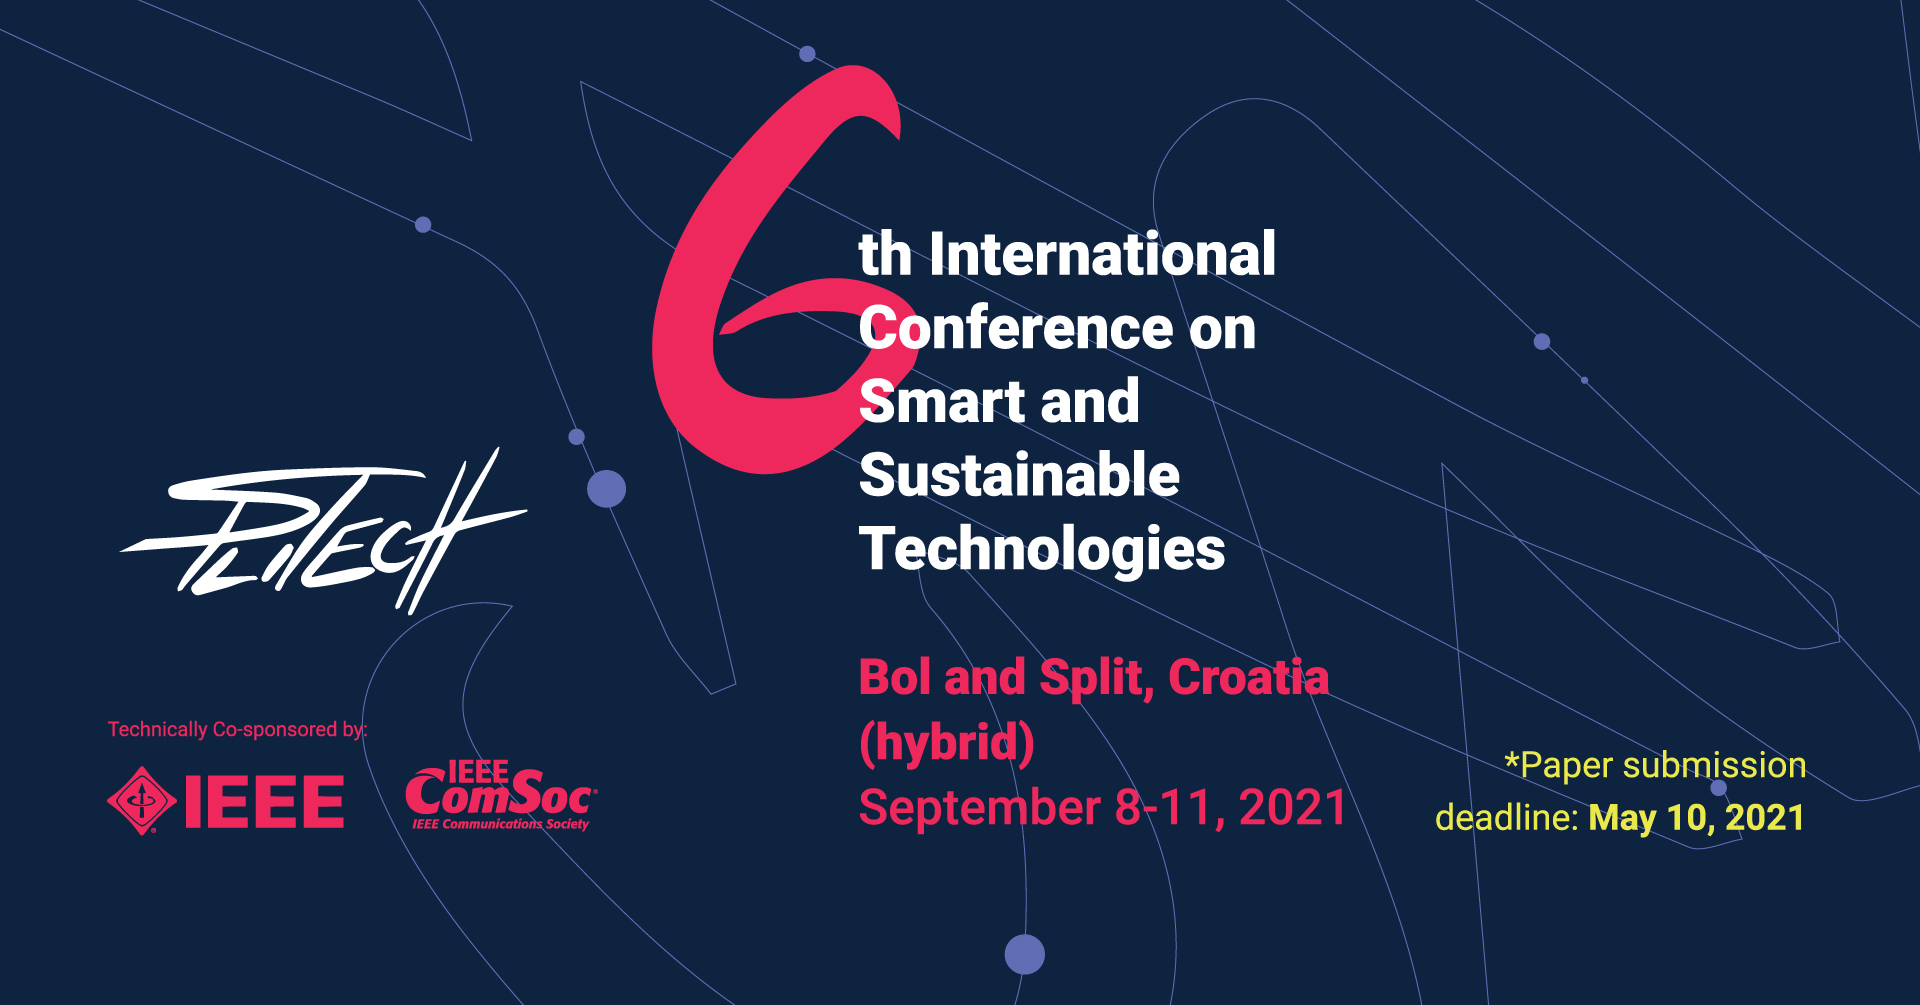 6th International
Conference on
Smart and
Sustainable
Technologies
SPLITECH
Bol and Split, Croatia
(hybrid)
September 8-11, 2021
Technically Co-sponsored by:
IEEE
IEEE
ComSoc
IEEE Communications Society
*Paper submission
deadline: May 10, 2021